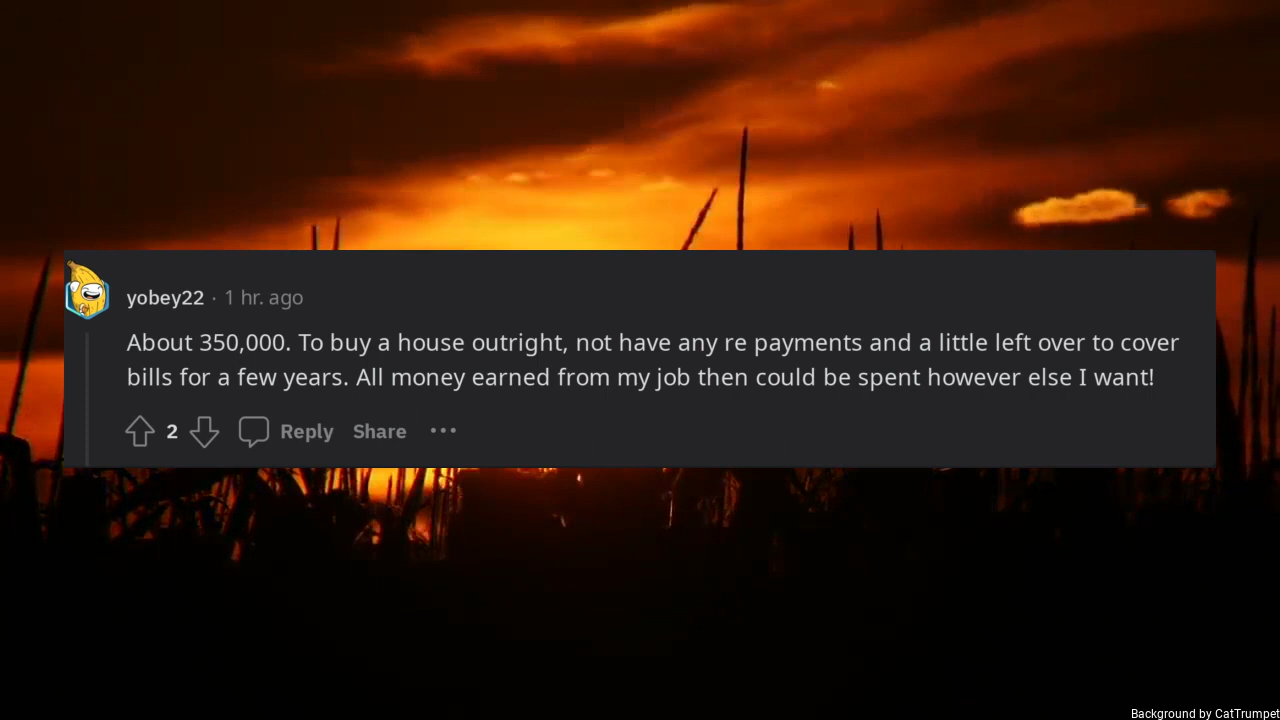 yobey22 · 1 hr. ago
About 350,000. To buy a house outright, not have any re payments and a little left over to cover
bills for a few years. All money earned from my job then could be spent however else I want!
2 Reply Share ···
Background by CatTrumpet